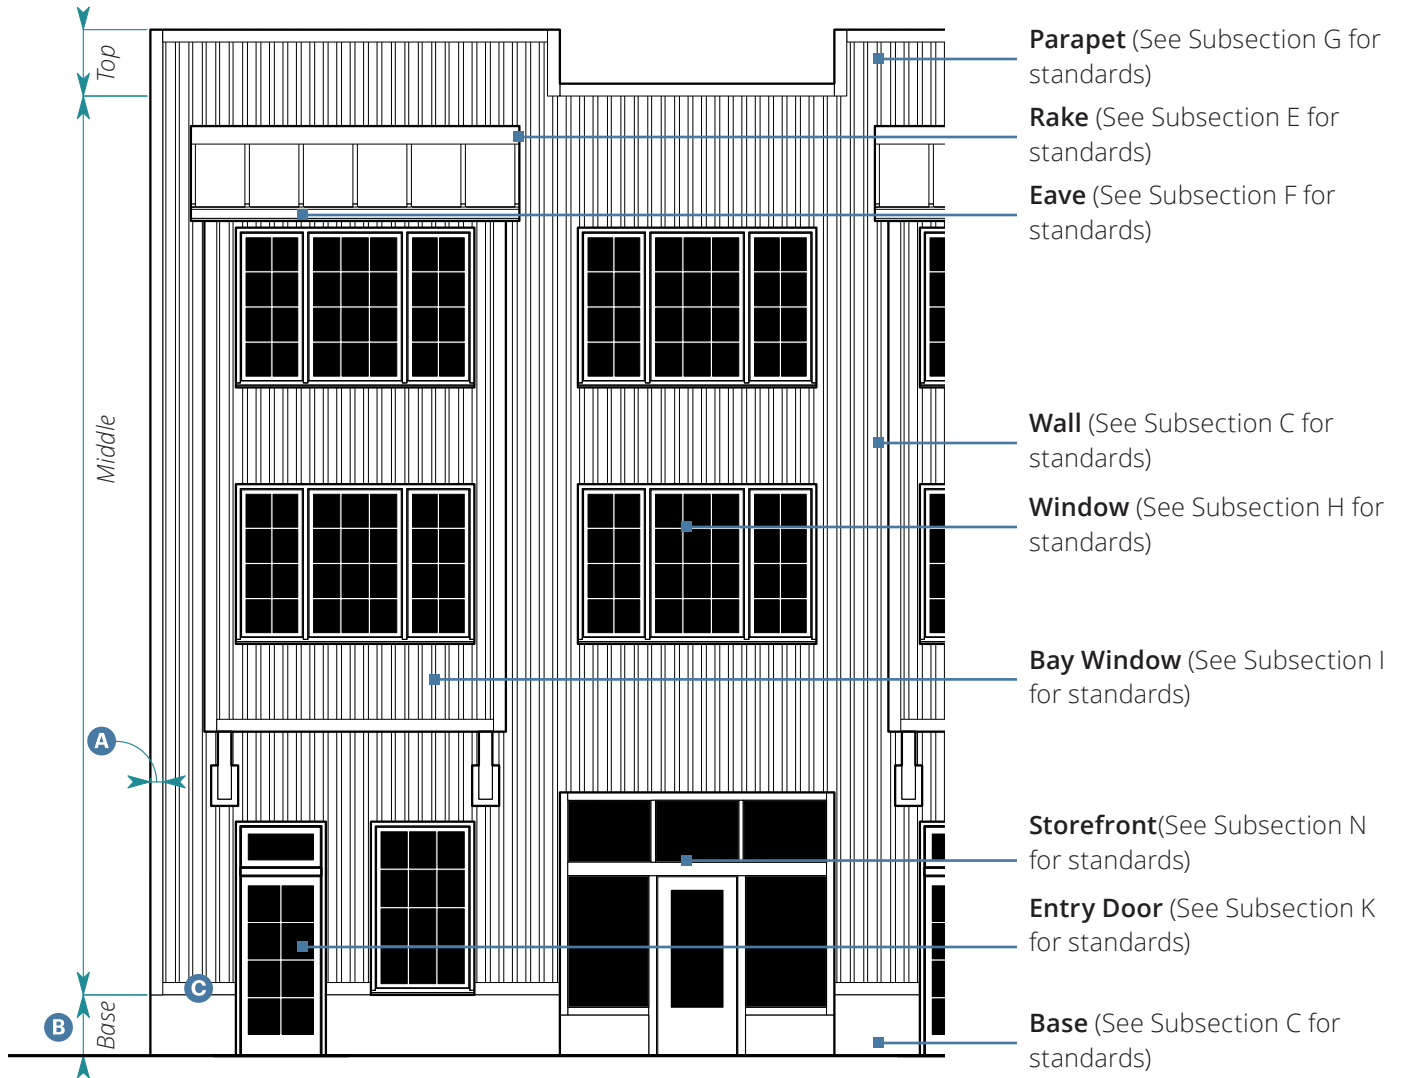 Top
Middle
Base
A
B
C
Parapet (See Subsection G for
standards)
Rake (See Subsection E for
standards)
Eave (See Subsection F for
standards)
Wall (See Subsection C for
standards)
Window (See Subsection H for
standards)
Bay Window (See Subsection I
for standards)
Storefront(See Subsection N
for standards)
Entry Door (See Subsection K
for standards)
Base (See Subsection C for
standards)